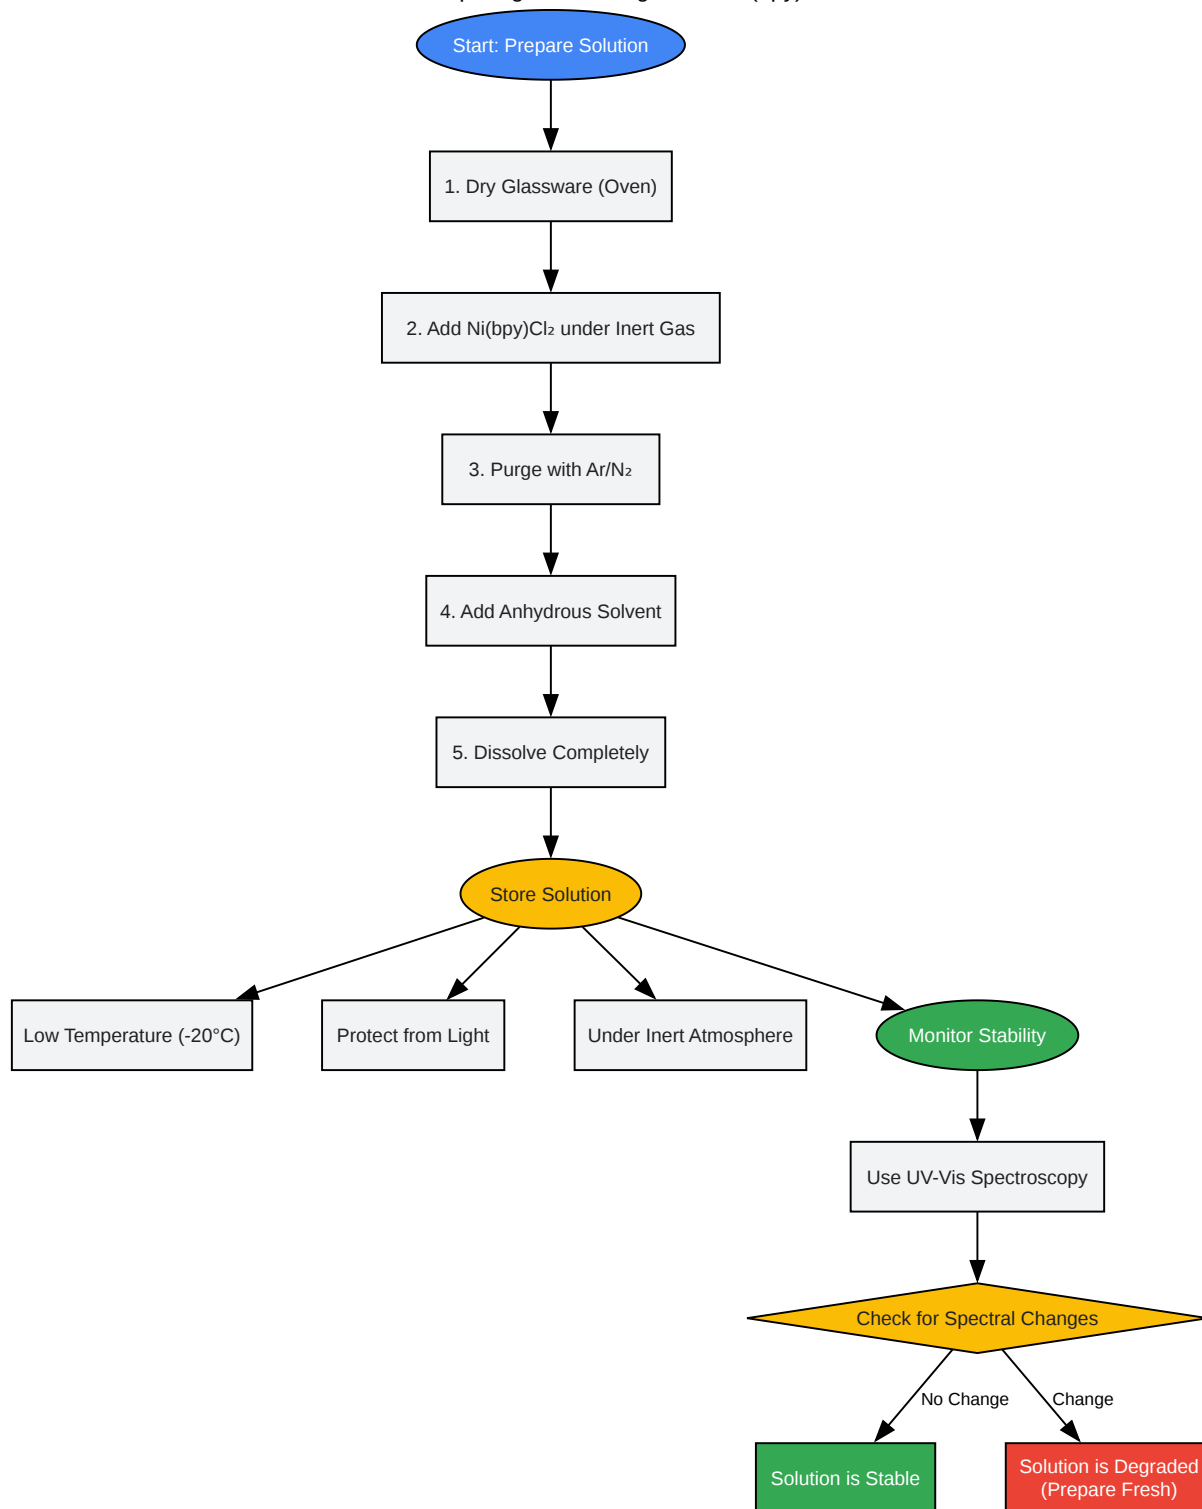 Start: Prepare Solution
1. Dry Glassware (Oven)
2. Add Ni(bpy)Cl₂ under Inert Gas
3. Purge with Ar/N₂
4. Add Anhydrous Solvent
5. Dissolve Completely
Store Solution
Low Temperature (-20°C)
Protect from Light
Under Inert Atmosphere
Monitor Stability
Use UV-Vis Spectroscopy
Check for Spectral Changes
No Change
Change
Solution is Stable
Solution is Degraded
(Prepare Fresh)